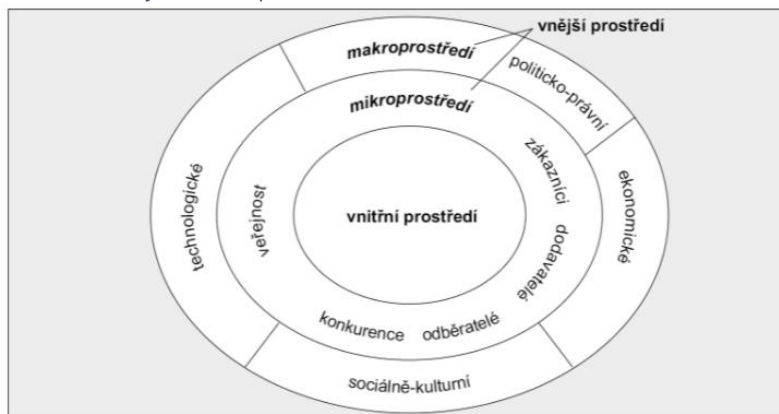 vnější prostředí
makroprostředí
politicko-právní
mikroprostředí
zákazníci
ekonomické
technologické
veřejnost
vnitřní prostředí
dodavatelé
konkurence
odběratelé
sociálně-kulturní